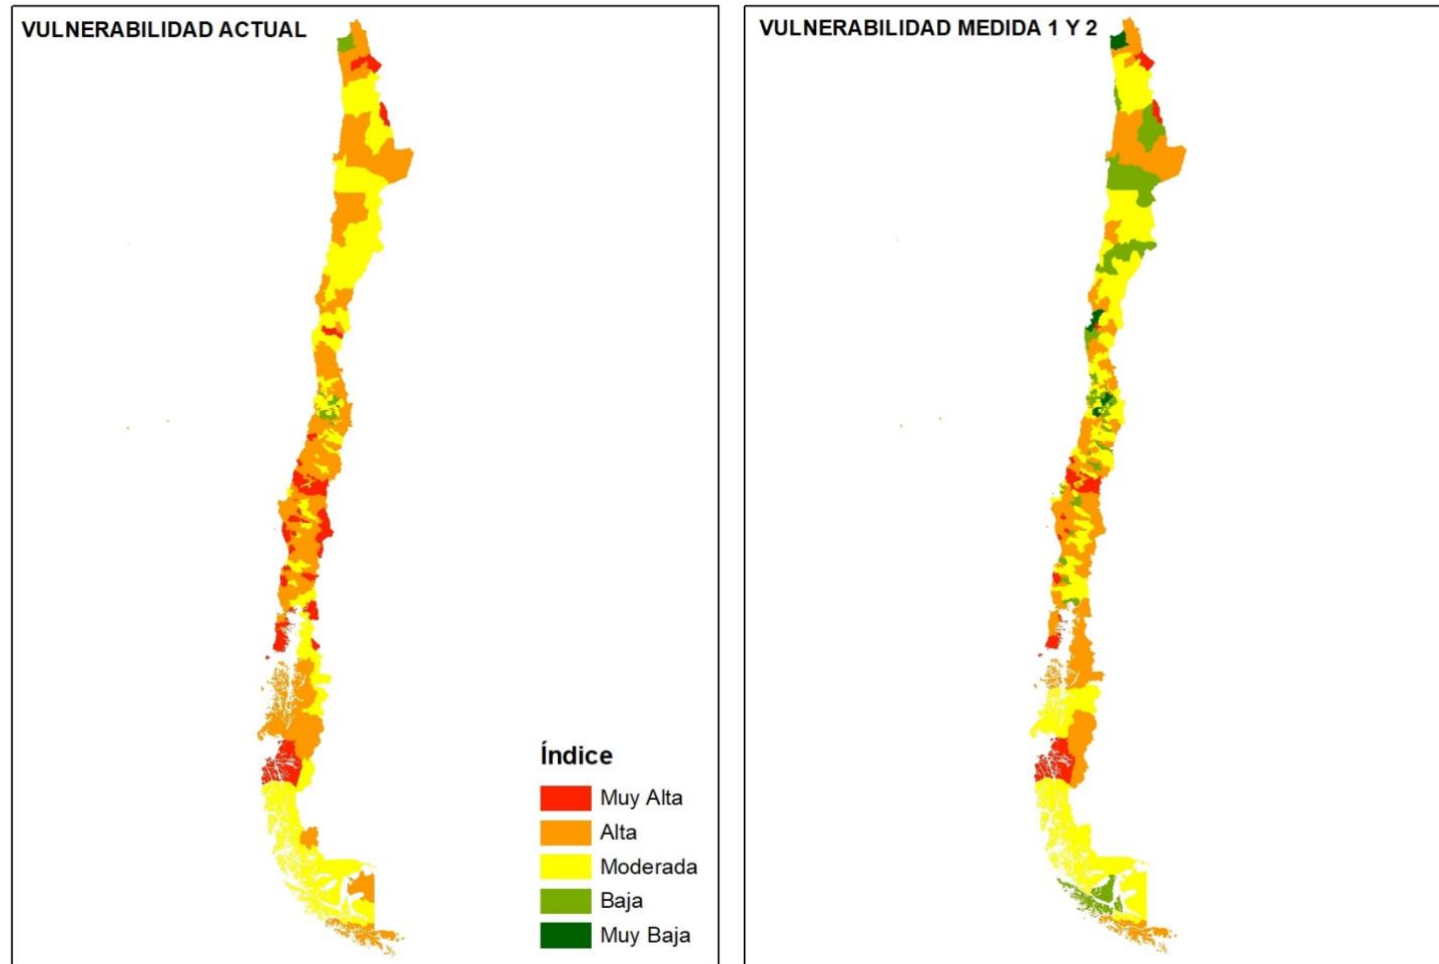 VULNERABILIDAD ACTUAL
VULNERABILIDAD MEDIDA 1 Y 2
Índice
Muy Alta
Alta
Moderada
Baja
Muy Baja